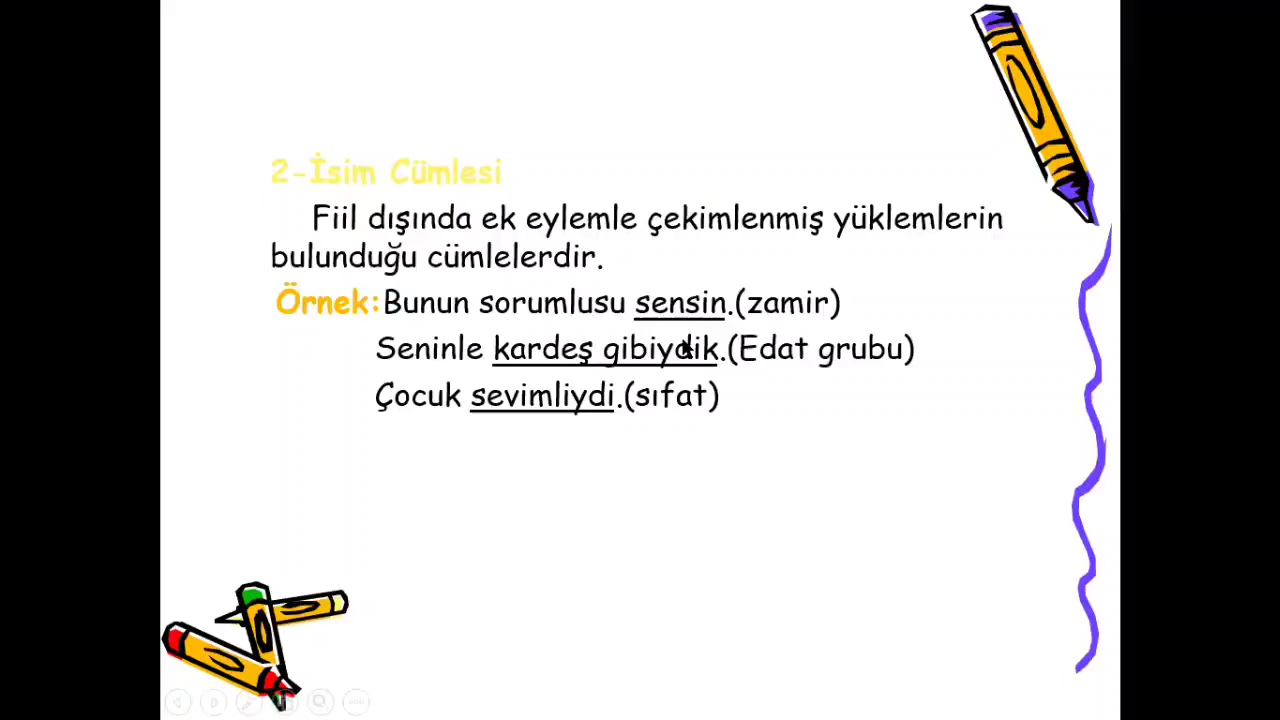 2-İsim Cümlesi
Fiil dışında ek eylemle çekimlenmiş yüklemlerin
bulunduğu cümlelerdir.
Örnek:Bunun sorumlusu sensin.(zamir)
Seninle kardeş gibiydik.(Edat grubu)
Çocuk sevimliydi.(sıfat)